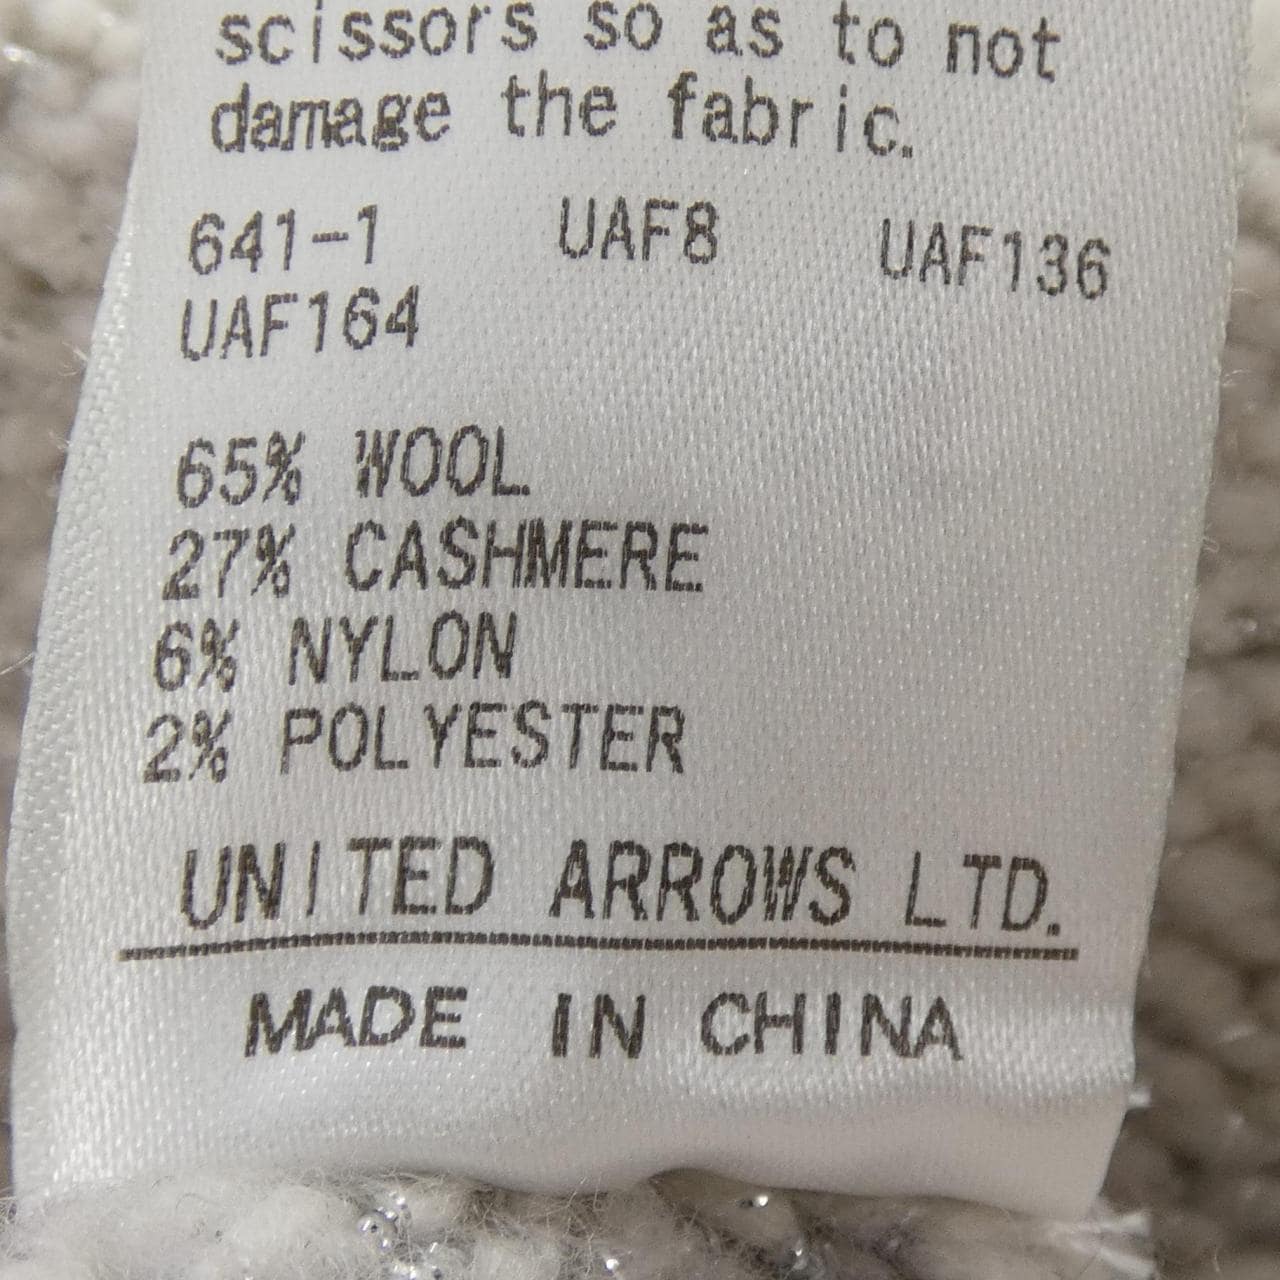 scissors so as to not
damage the fabric.
641-1 UAF8 UAF136
UAF164
65% WOOL
27% CASHMERE
6% NYLON
2% POLYESTER
UNITED ARROWS LTD.
MADE IN CHINA